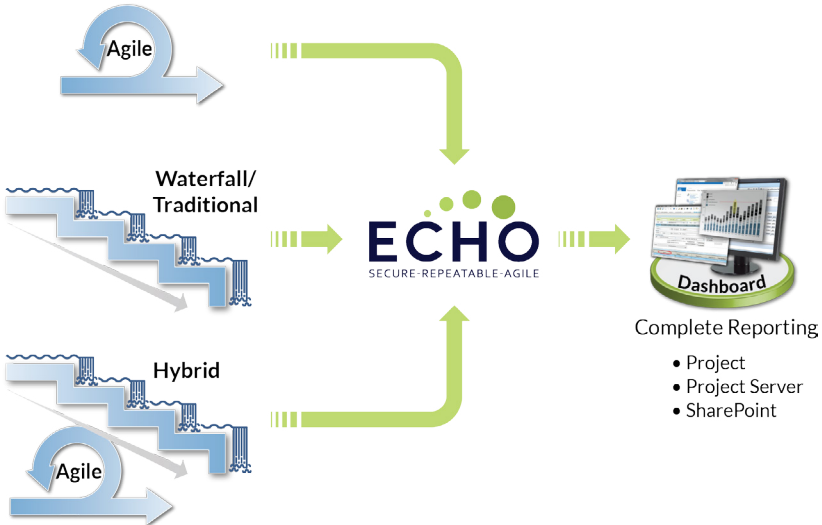 Agile
Waterfall/
Traditional
ECHO
SECURE-REPEATABLE-AGILE
Dashboard
Complete Reporting
• Project
• Project Server
• SharePoint
Hybrid
Agile